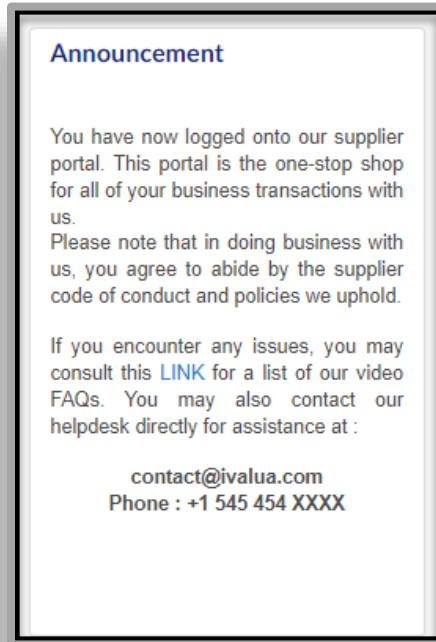 Announcement
You have now logged onto our supplier
portal. This portal is the one-stop shop
for all of your business transactions with
us.
Please note that in doing business with
us, you agree to abide by the supplier
code of conduct and policies we uphold.
If you encounter any issues, you may
consult this LINK for a list of our video
FAQs. You may also contact our
helpdesk directly for assistance at :
contact@ivalua.com
Phone : +1 545 454 XXXX